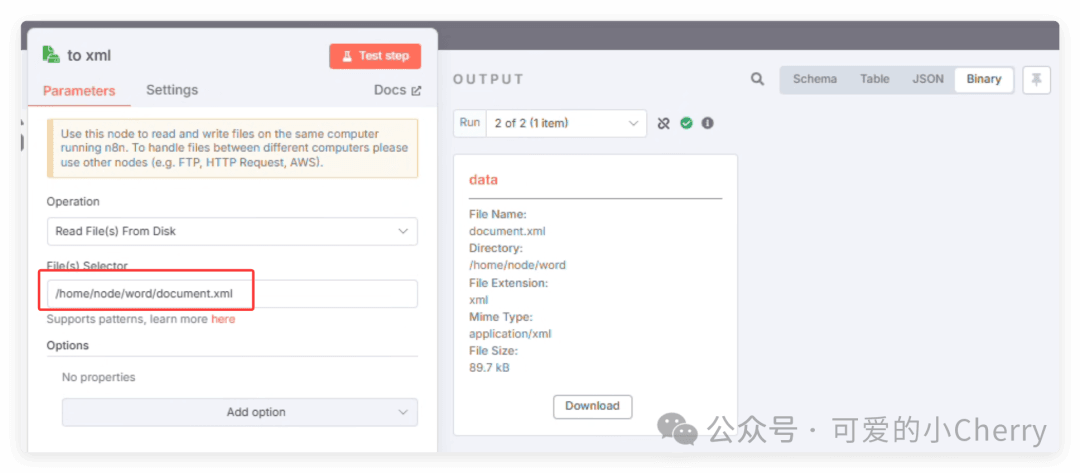 to xml
Test step
Parameters
Settings
Docs
Use this node to read and write files on the same computer
running n8n. To handle files between different computers please
use other nodes (e.g. FTP, HTTP Request, AWS).
Operation
Read File(s) From Disk
File(s) Selector
/home/node/word/document.xml
Supports patterns, learn more here
Options
No properties
Add option
OUTPUT
Schema
Table
JSON
Binary
Run
2 of 2 (1 item)
data
File Name:
document.xml
Directory:
/home/node/word
File Extension:
xml
Mime Type:
application/xml
File Size:
89.7 kB
Download
公众号 · 可爱的小Cherry